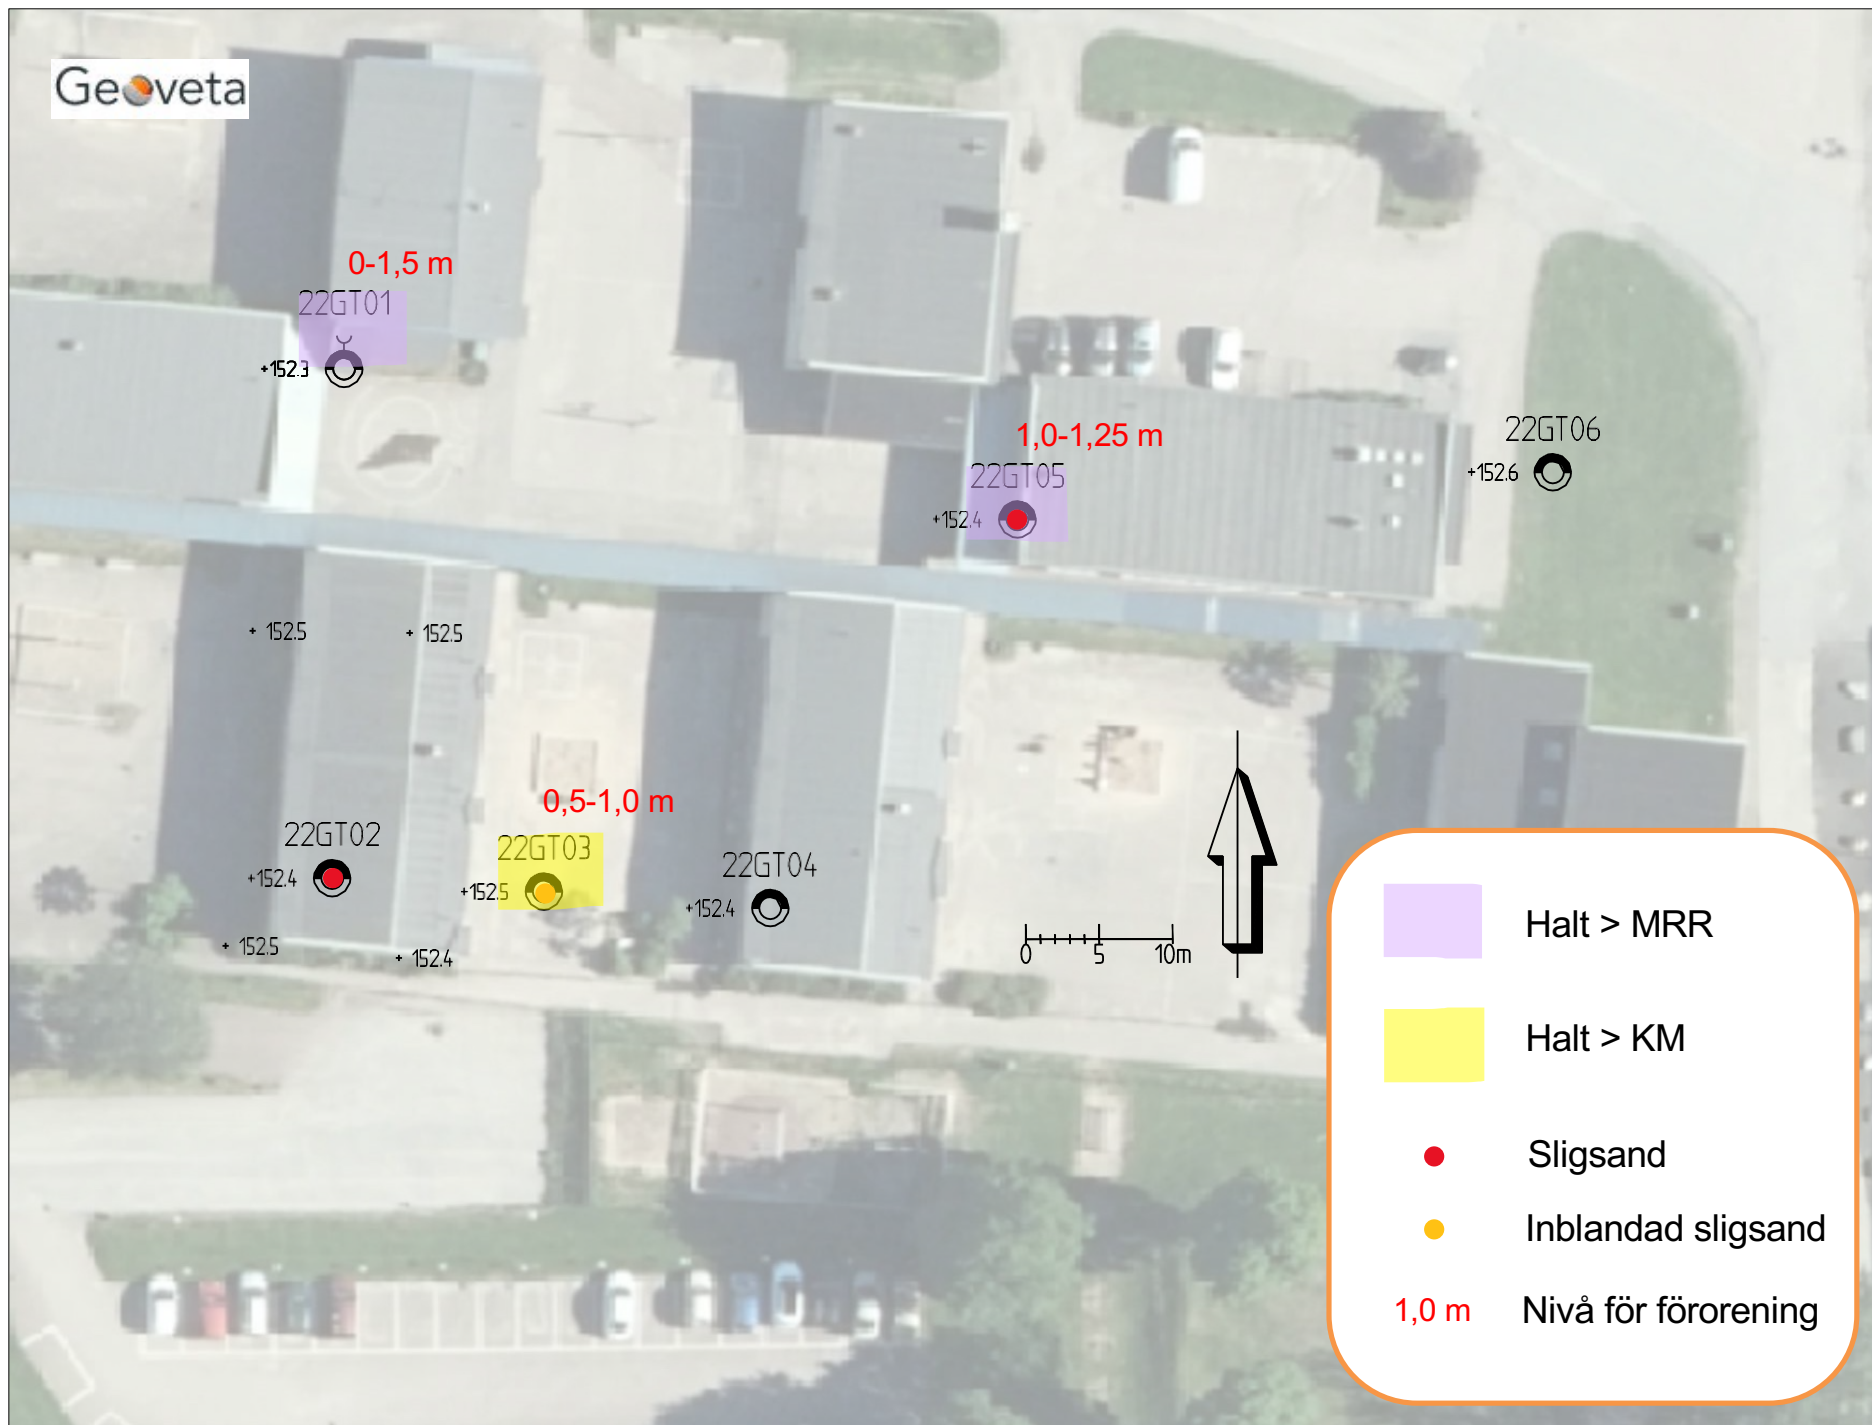 Geoveta
0-1,5 m
22GT01
+152.3
1,0-1,25 m
22GT05
+152.4
22GT06
+152.6
+ 152.5
+ 152.5
0,5-1,0 m
22GT02
+152.4
22GT03
+152.5
22GT04
+152.4
+ 152.5
+ 152.4
0 5 10m
Halt > MRR
Halt > KM
Sligsand
Inblandad sligsand
1,0 m Nivå för förorening